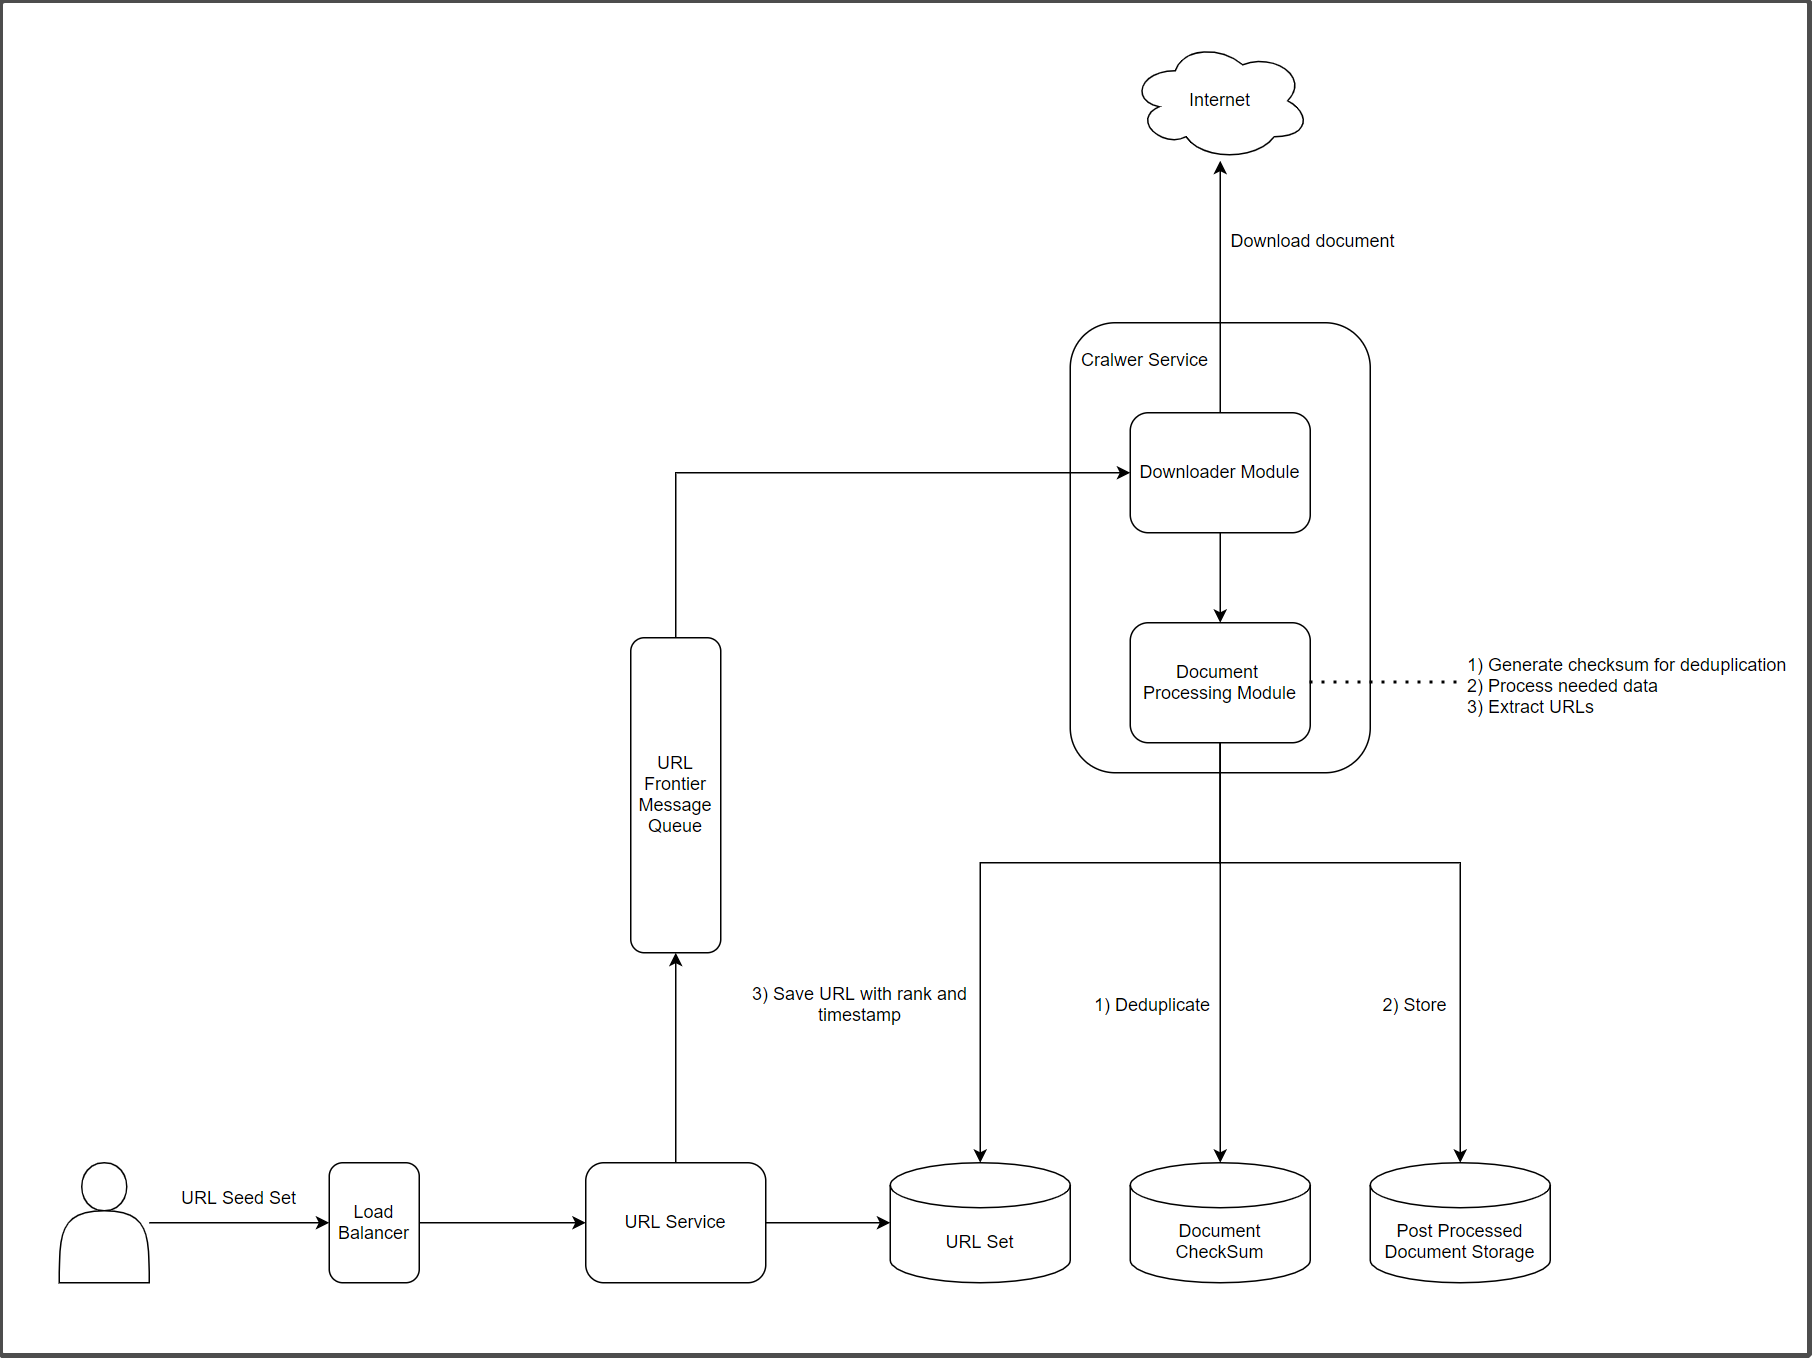 Internet
Download document
Cralwer Service
Downloader Module
Document
Processing Module
1) Generate checksum for deduplication
2) Process needed data
3) Extract URLs
URL
Frontier
Message
Queue
3) Save URL with rank and
timestamp
1) Deduplicate
2) Store
URL Seed Set
Load
Balancer
URL Service
URL Set
Document
CheckSum
Post Processed
Document Storage